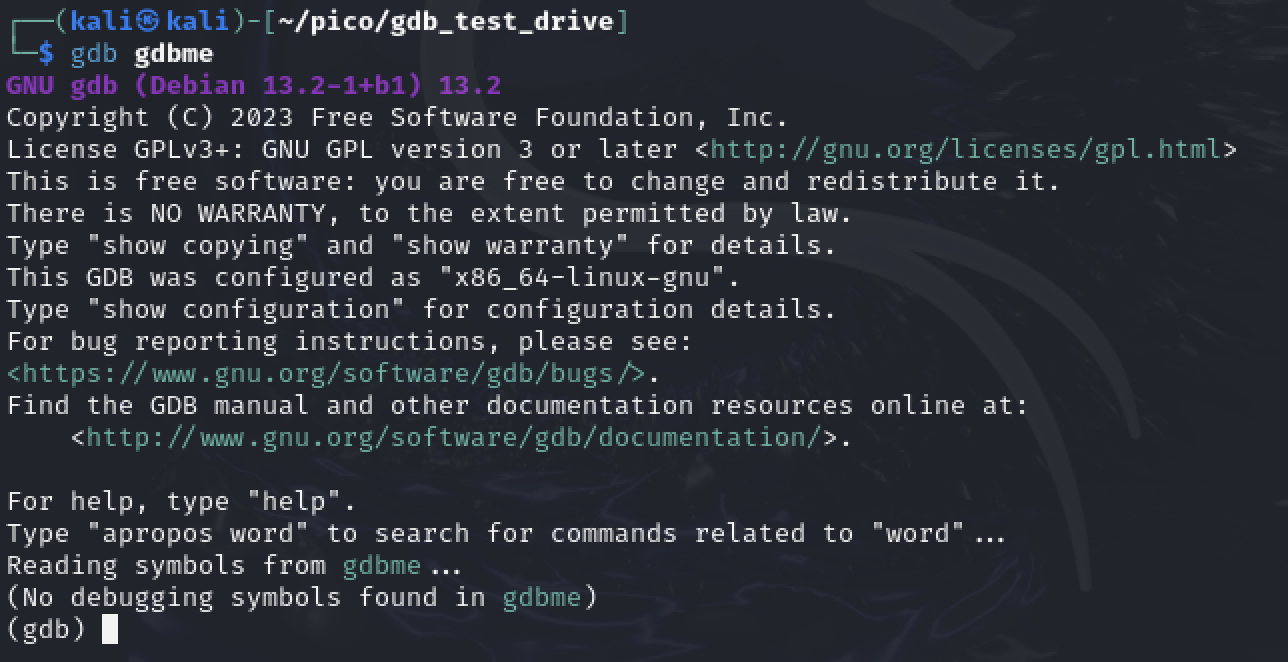 ┌──(kali㉿kali)-[~/pico/gdb_test_drive]
└─$ gdb gdbme
GNU gdb (Debian 13.2-1+b1) 13.2
Copyright (C) 2023 Free Software Foundation, Inc.
License GPLv3+: GNU GPL version 3 or later <http://gnu.org/licenses/gpl.html>
This is free software: you are free to change and redistribute it.
There is NO WARRANTY, to the extent permitted by law.
Type "show copying" and "show warranty" for details.
This GDB was configured as "x86_64-linux-gnu".
Type "show configuration" for configuration details.
For bug reporting instructions, please see:
<https://www.gnu.org/software/gdb/bugs/>.
Find the GDB manual and other documentation resources online at:
    <http://www.gnu.org/software/gdb/documentation/>.

For help, type "help".
Type "apropos word" to search for commands related to "word"...
Reading symbols from gdbme...
(No debugging symbols found in gdbme)
(gdb)